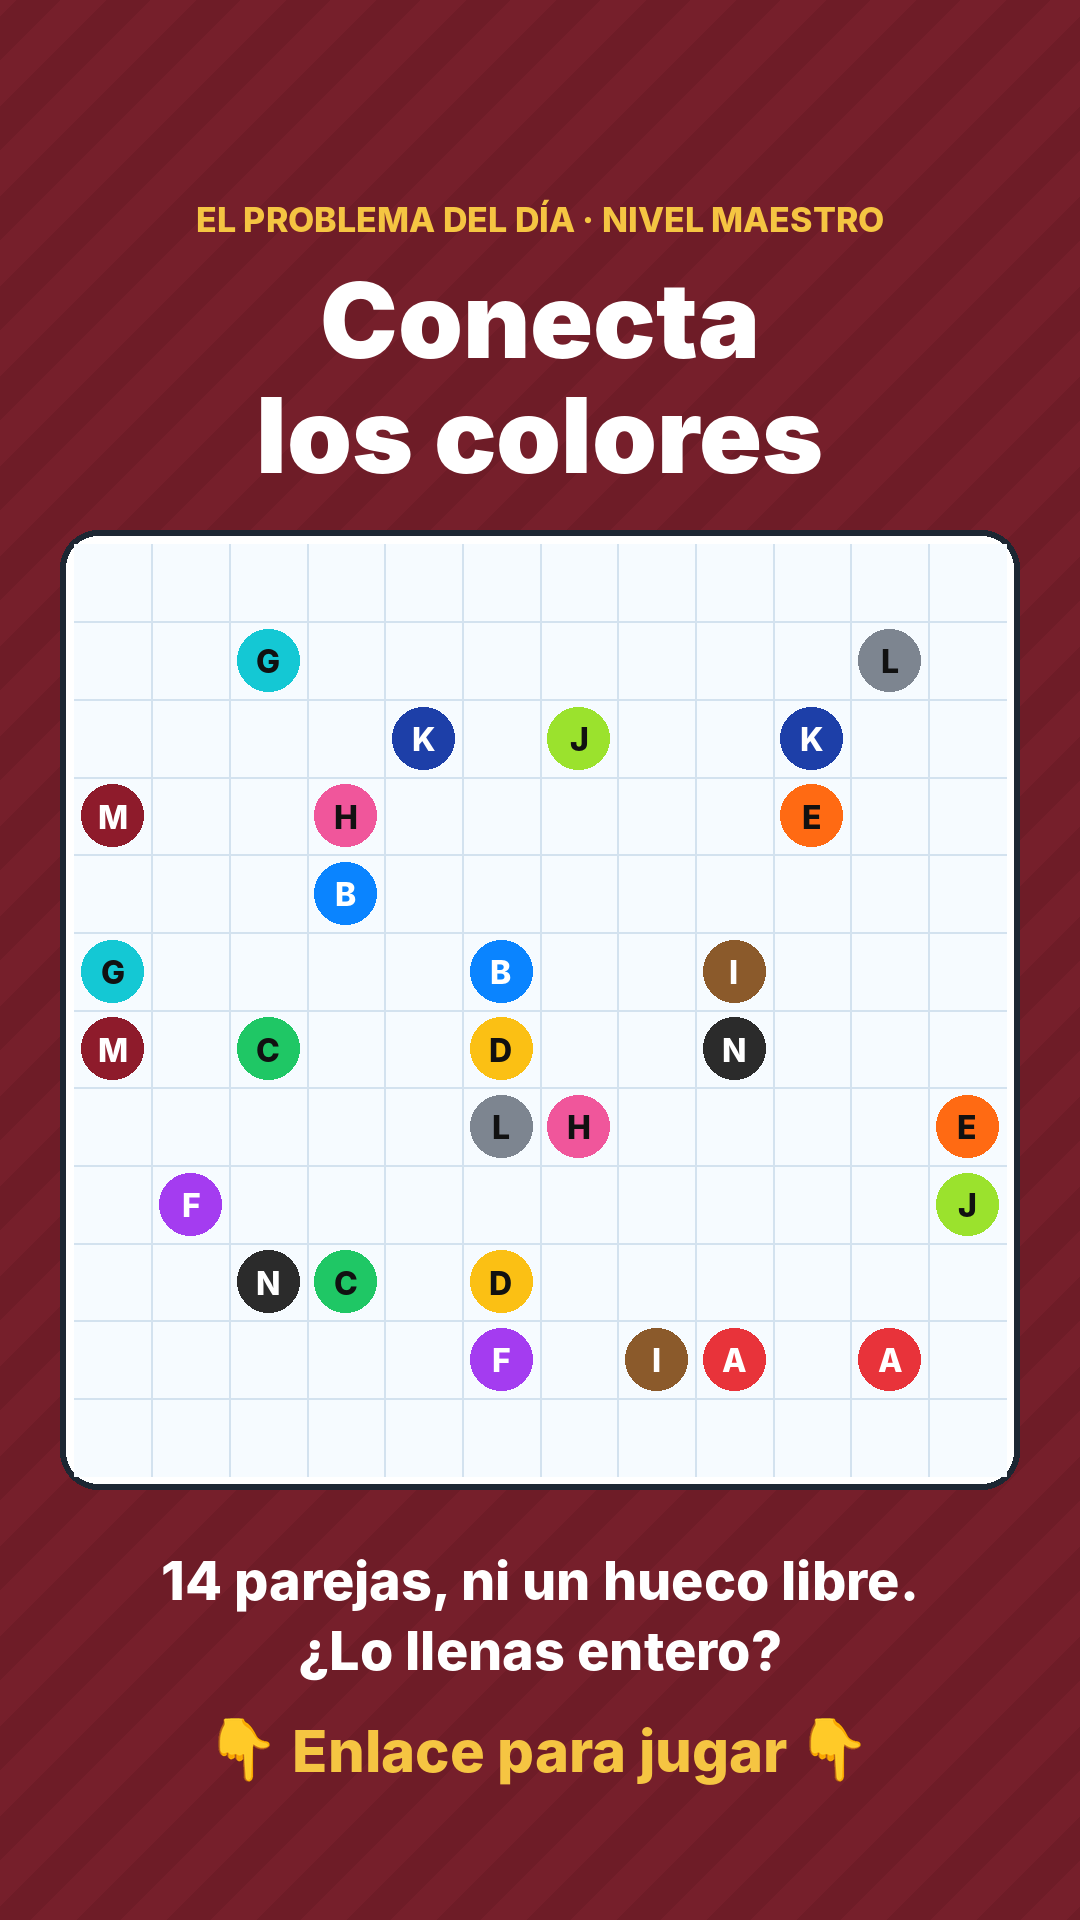 EL PROBLEMA DEL DÍA · NIVEL MAESTRO
Conecta
los colores
G L
K J K
M H E
B
G B I
M C D N
L H E
F J
N C D
F I A A
14 parejas, ni un hueco libre.
¿Lo llenas entero?
👇 Enlace para jugar 👇